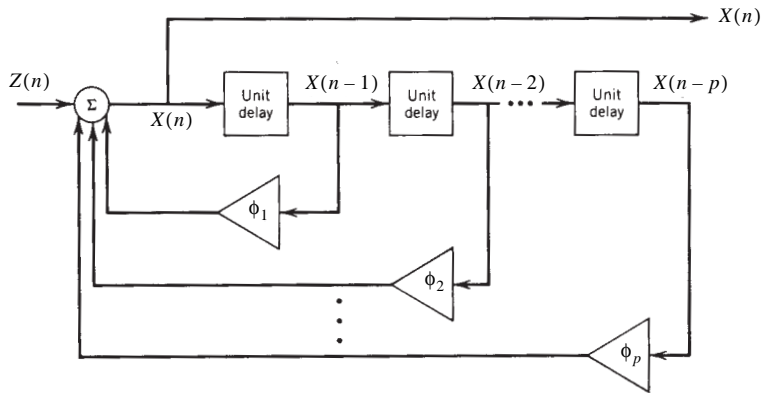 X(n)
Z(n)
Σ
X(n)
Unit
delay
X(n−1)
Unit
delay
X(n−2)
Unit
delay
X(n−p)
ϕ1
ϕ2
ϕp